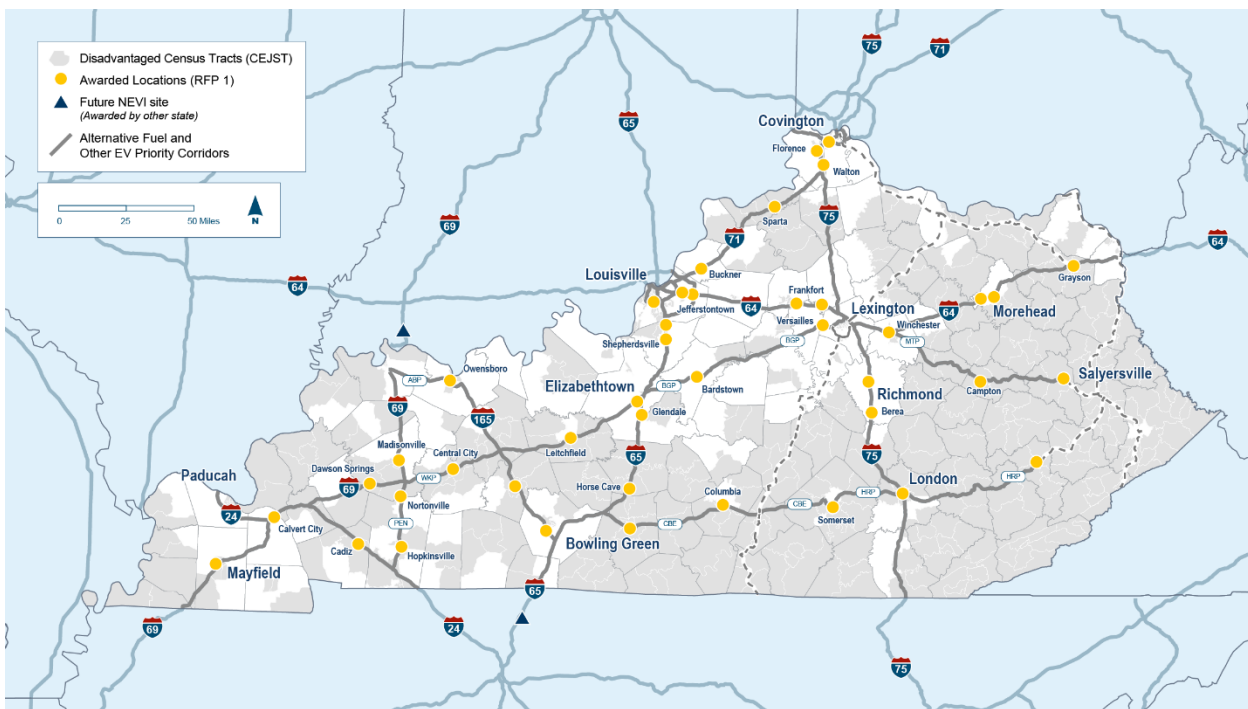 Disadvantaged Census Tracts (CEJST)
Awarded Locations (RFP 1)
Future NEVI site
(Awarded by other state)
Alternative Fuel and
Other EV Priority Corridors
0 25 50 Miles
N
75
71
65
Covington
Florence
Walton
69
75
Sparta
71
64
64
Louisville
Buckner
Grayson
Jeffersontown
64
Frankfort
Lexington
64
Morehead
Versailles
Winchester
Shepherdsville
BGP
MTP
ABP
Owensboro
Elizabethtown
BGP
Bardstown
Richmond
Campton
Salyersville
69
165
Glendale
Berea
Madisonville
Central City
Leitchfield
65
75
Paducah
Dawson Springs
WKP
69
Horse Cave
Columbia
HRP
London
HRP
24
Nortonville
CBE
CBE
Somerset
Calvert City
PEN
Cadiz
Hopkinsville
Bowling Green
Mayfield
65
69
24
75